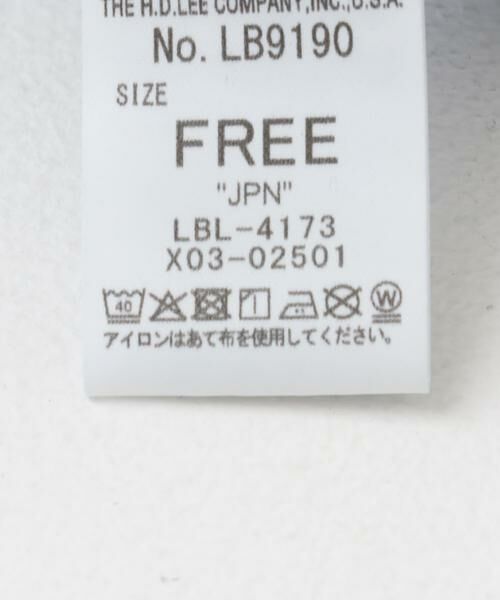 THE H.D.LEE COMPANY,INC.,U.S.A.
No. LB9190
SIZE
FREE
"JPN"
LBL-4173
X03-02501
40 W
アイロンはあて布を使用してください。